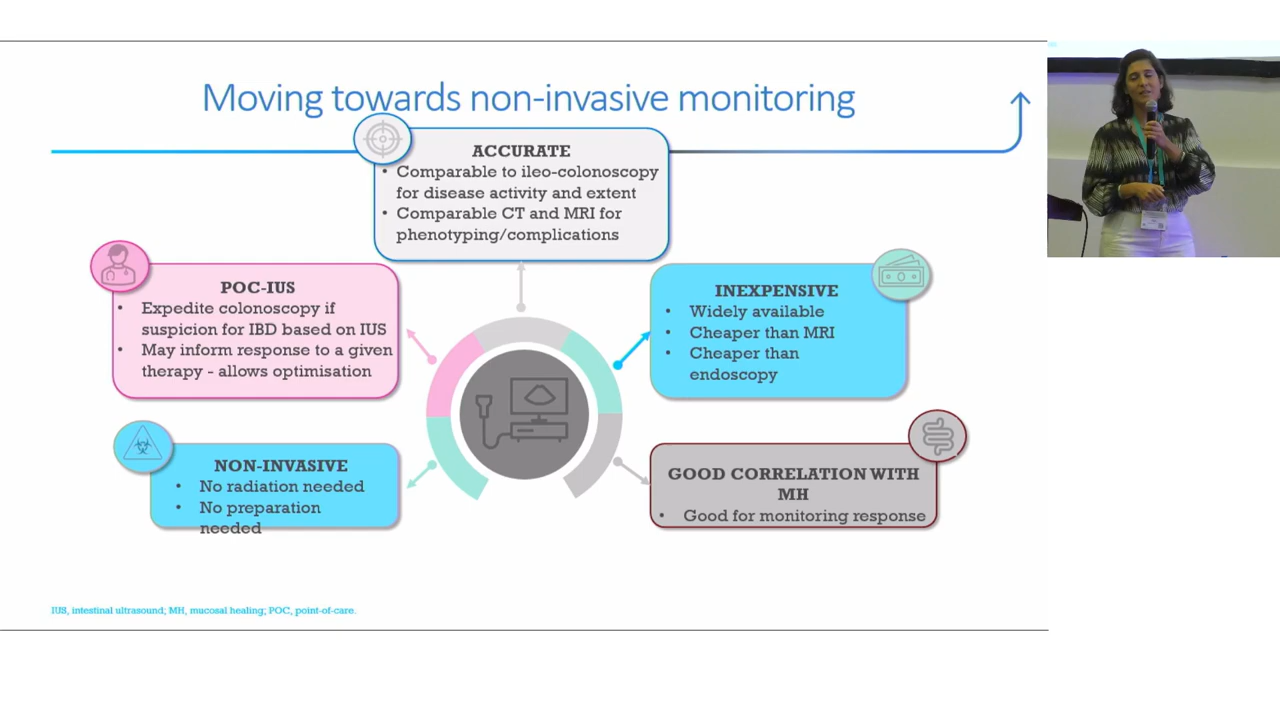 Moving towards non-invasive monitoring
ACCURATE
• Comparable to ileo-colonoscopy
for disease activity and extent
• Comparable CT and MRI for
phenotyping/complications
POC-IUS
• Expedite colonoscopy if
suspicion for IBD based on IUS
• May inform response to a given
therapy - allows optimisation
INEXPENSIVE
• Widely available
• Cheaper than MRI
• Cheaper than
endoscopy
NON-INVASIVE
• No radiation needed
• No preparation
needed
GOOD CORRELATION WITH
MH
• Good for monitoring response
IUS, intestinal ultrasound; MH, mucosal healing; POC, point-of-care.